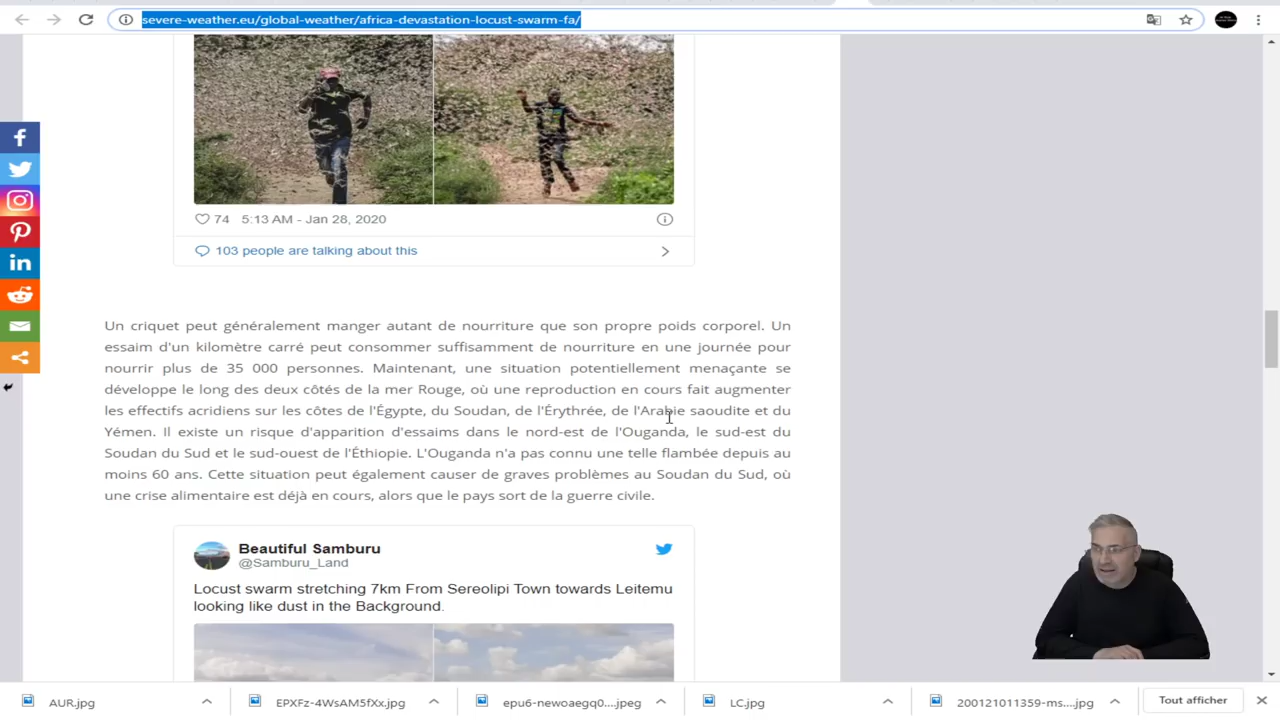 severe-weather.eu/global-weather/africa-devastation-locust-swarm-fa/
74 5:13 AM - Jan 28, 2020
103 people are talking about this
Un criquet peut généralement manger autant de nourriture que son propre poids corporel. Un
essaim d'un kilomètre carré peut consommer suffisamment de nourriture en une journée pour
nourrir plus de 35 000 personnes. Maintenant, une situation potentiellement menaçante se
développe le long des deux côtés de la mer Rouge, où une reproduction en cours fait augmenter
les effectifs acridiens sur les côtes de l'Égypte, du Soudan, de l'Érythrée, de l'Arabie saoudite et du
Yémen. Il existe un risque d'apparition d'essaims dans le nord-est de l'Ouganda, le sud-est du
Soudan du Sud et le sud-ouest de l'Éthiopie. L'Ouganda n'a pas connu une telle flambée depuis au
moins 60 ans. Cette situation peut également causer de graves problèmes au Soudan du Sud, où
une crise alimentaire est déjà en cours, alors que le pays sort de la guerre civile.
Beautiful Samburu
@Samburu_Land
Locust swarm stretching 7km From Sereolipi Town towards Leitemu
looking like dust in the Background.
AUR.jpg
EPXFz-4WsAM5fXx.jpg
epu6-newoaegq0....jpeg
LC.jpg
200121011359-ms....jpg
Tout afficher